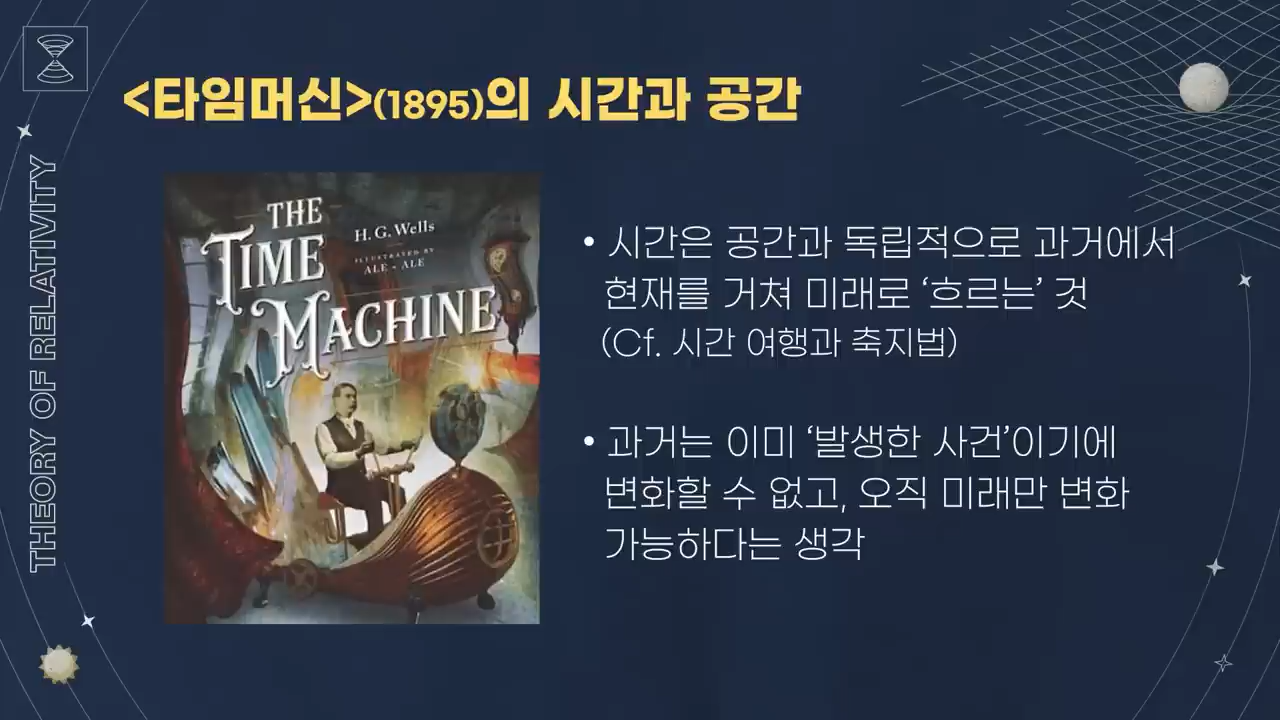 <타임머신>(1895)의 시간과 공간
THEORY OF RELATIVITY
THE
TIME
MACHINE
H. G. Wells
ILLUSTRATED BY
ALE + ALE
• 시간은 공간과 독립적으로 과거에서
현재를 거쳐 미래로 ‘흐르는’ 것
(Cf. 시간 여행과 축지법)
• 과거는 이미 ‘발생한 사건’이기에
변화할 수 없고, 오직 미래만 변화
가능하다는 생각